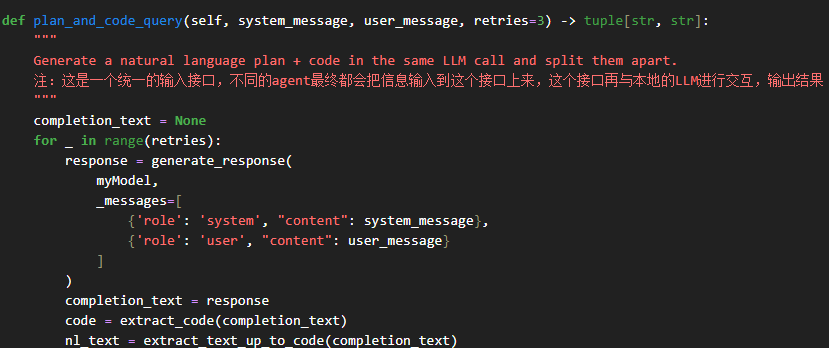 def plan_and_code_query(self, system_message, user_message, retries=3) -> tuple[str, str]:
    """
    Generate a natural language plan + code in the same LLM call and split them apart.
    注：这是一个统一的输入接口，不同的agent最终都会把信息输入到这个接口上来，这个接口再与本地的LLM进行交互，输出结果
    """
    completion_text = None
    for _ in range(retries):
        response = generate_response(
            myModel,
            _messages=[
                {'role': 'system', "content": system_message},
                {'role': 'user', "content": user_message}
            ]
        )
        completion_text = response
        code = extract_code(completion_text)
        nl_text = extract_text_up_to_code(completion_text)